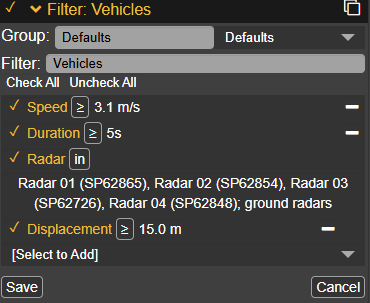 Filter: Vehicles
Group: Defaults Defaults
Filter: Vehicles
Check All Uncheck All
Speed ≥ 3.1 m/s
Duration ≥ 5s
Radar in
Radar 01 (SP62865), Radar 02 (SP62854), Radar 03
(SP62726), Radar 04 (SP62848); ground radars
Displacement ≥ 15.0 m
[Select to Add]
Save Cancel